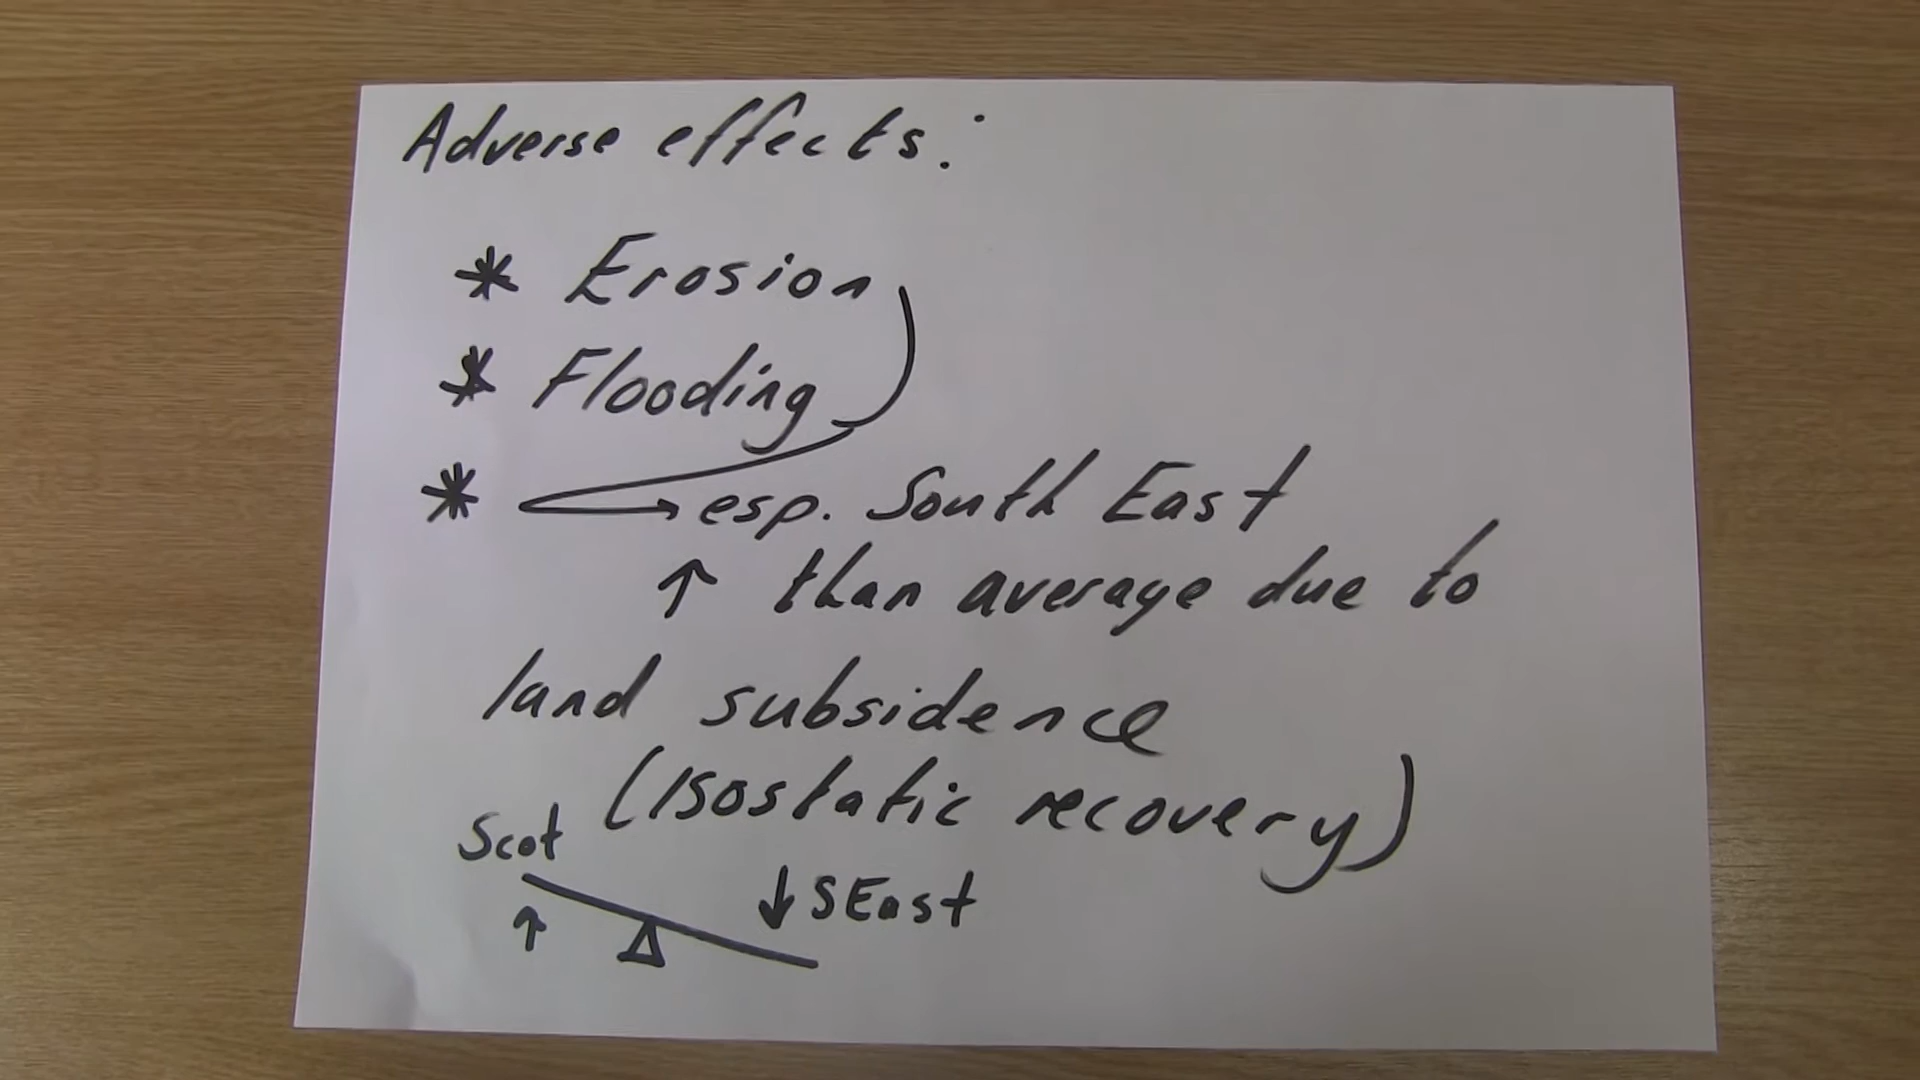 Adverse effects:
* Erosion
* Flooding
* → esp. South East
↑ than average due to
land subsidence
(isostatic recovery)
Scot
↑ Δ ↓ SEast